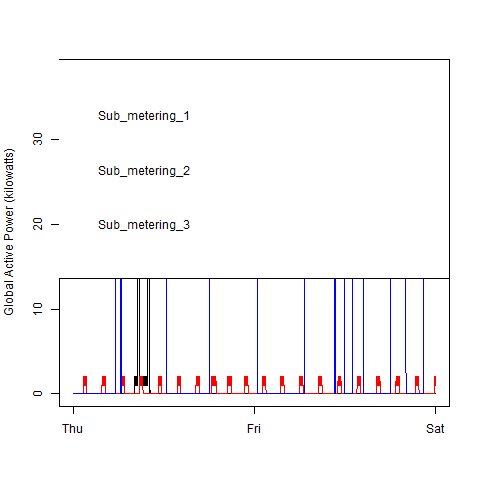 Sub_metering_1
Sub_metering_2
Sub_metering_3
Global Active Power (kilowatts)
30
20
10
0
Thu Fri Sat